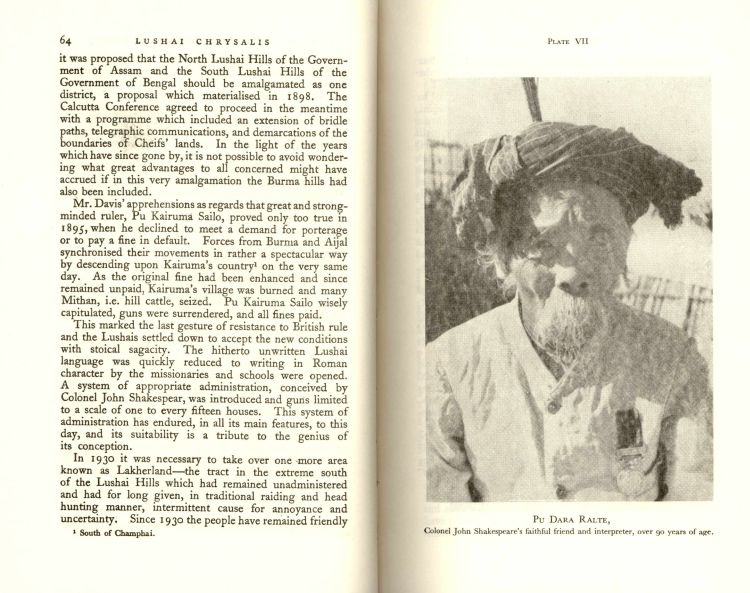 64 LUSHAI CHRYSALIS
it was proposed that the North Lushai Hills of the Govern-
ment of Assam and the South Lushai Hills of the
Government of Bengal should be amalgamated as one
district, a proposal which materialised in 1898. The
Calcutta Conference agreed to proceed in the meantime
with a programme which included an extension of bridle
paths, telegraphic communications, and demarcations of the
boundaries of Cheifs' lands. In the light of the years
which have since gone by, it is not possible to avoid wonder-
ing what great advantages to all concerned might have
accrued if in this very amalgamation the Burma hills had
also been included.
Mr. Davis' apprehensions as regards that great and strong-
minded ruler, Pu Kairuma Sailo, proved only too true in
1895, when he declined to meet a demand for porterage
or to pay a fine in default. Forces from Burma and Aijal
synchronised their movements in rather a spectacular way
by descending upon Kairuma's country¹ on the very same
day. As the original fine had been enhanced and since
remained unpaid, Kairuma's village was burned and many
Mithan, i.e. hill cattle, seized. Pu Kairuma Sailo wisely
capitulated, guns were surrendered, and all fines paid.
This marked the last gesture of resistance to British rule
and the Lushais settled down to accept the new conditions
with stoical sagacity. The hitherto unwritten Lushai
language was quickly reduced to writing in Roman
character by the missionaries and schools were opened.
A system of appropriate administration, conceived by
Colonel John Shakespear, was introduced and guns limited
to a scale of one to every fifteen houses. This system of
administration has endured, in all its main features, to this
day, and its suitability is a tribute to the genius of
its conception.
In 1930 it was necessary to take over one more area
known as Lakherland—the tract in the extreme south
of the Lushai Hills which had remained unadministered
and had for long given, in traditional raiding and head
hunting manner, intermittent cause for annoyance and
uncertainty. Since 1930 the people have remained friendly
¹ South of Champhai.
PLATE VII
PU DARA RALTE,
Colonel John Shakespeare's faithful friend and interpreter, over 90 years of age.